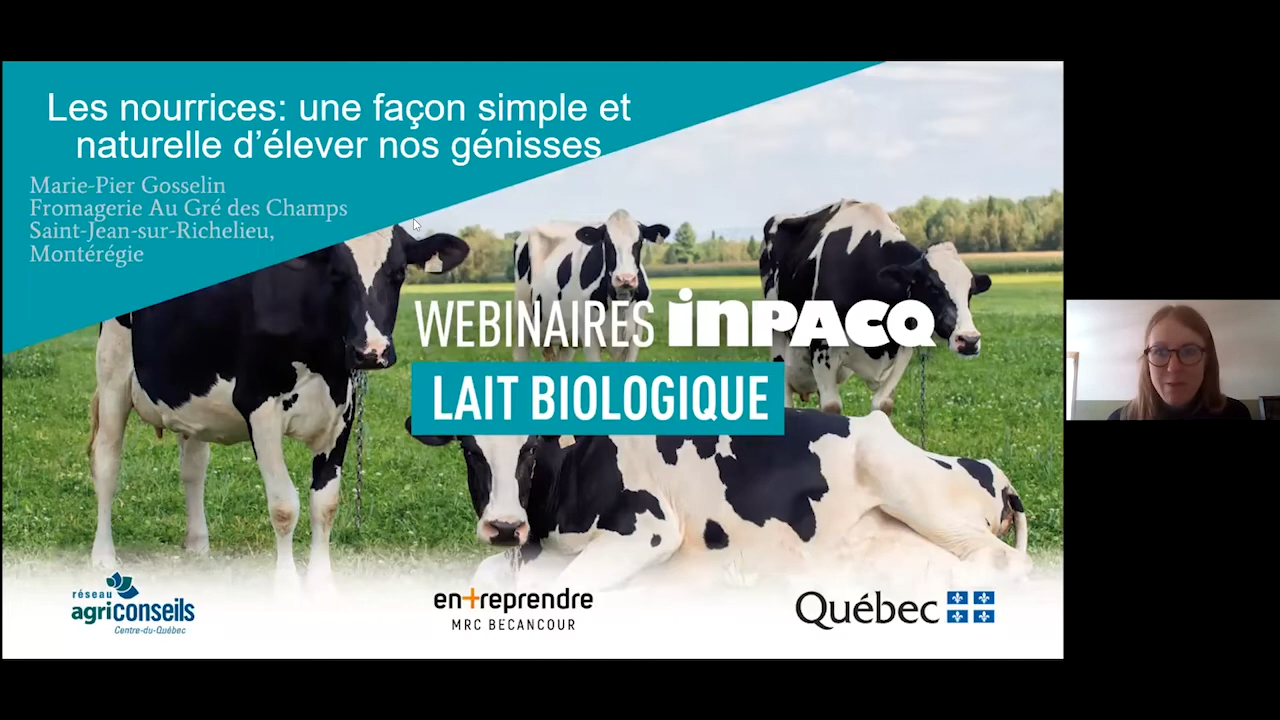 Les nourrices: une façon simple et
naturelle d'élever nos génisses
Marie-Pier Gosselin
Fromagerie Au Gré des Champs
Saint-Jean-sur-Richelieu,
Montérégie
WEBINAIRES INPACQ
LAIT BIOLOGIQUE
réseau
agriconseils
Centre-du-Québec
entreprendre
MRC BECANCOUR
Québec